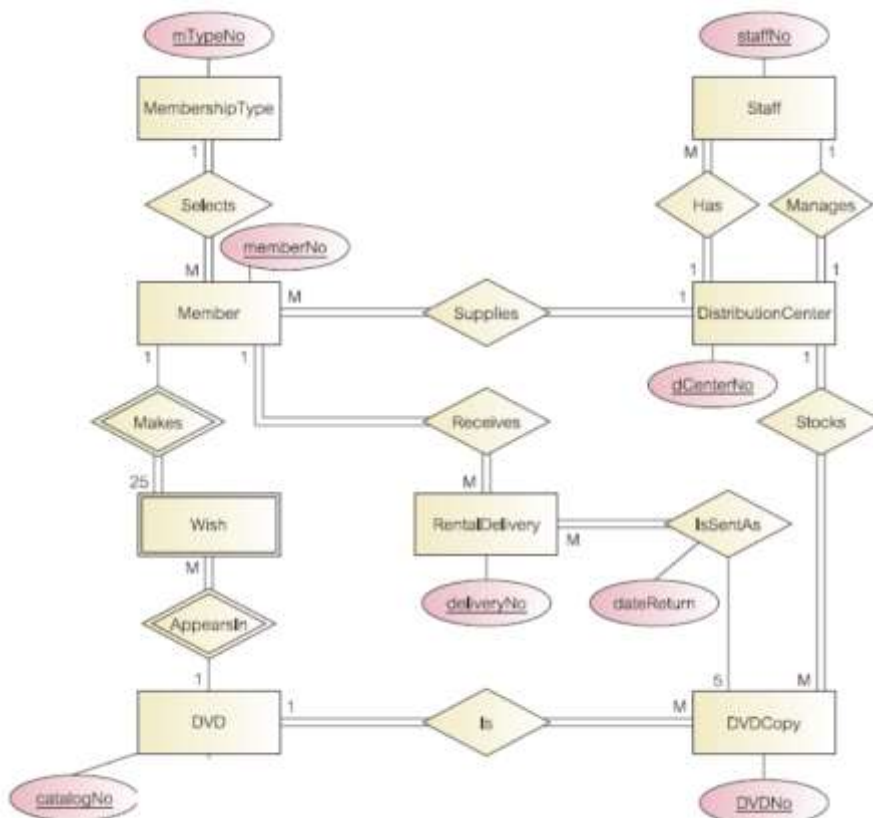 mTypeNo
staffNo
MembershipType
Staff
1
M
1
Selects
Has
Manages
memberNo
M
M
1
1
1
Member
Supplies
DistributionCenter
1
1
1
dCenterNo
Makes
Receives
Stocks
25
M
Wish
RentalDelivery
IsSentAs
M
M
deliveryNo
dateReturn
AppearsIn
1
1
M
5
M
DVD
Is
DVDCopy
catalogNo
DVDNo